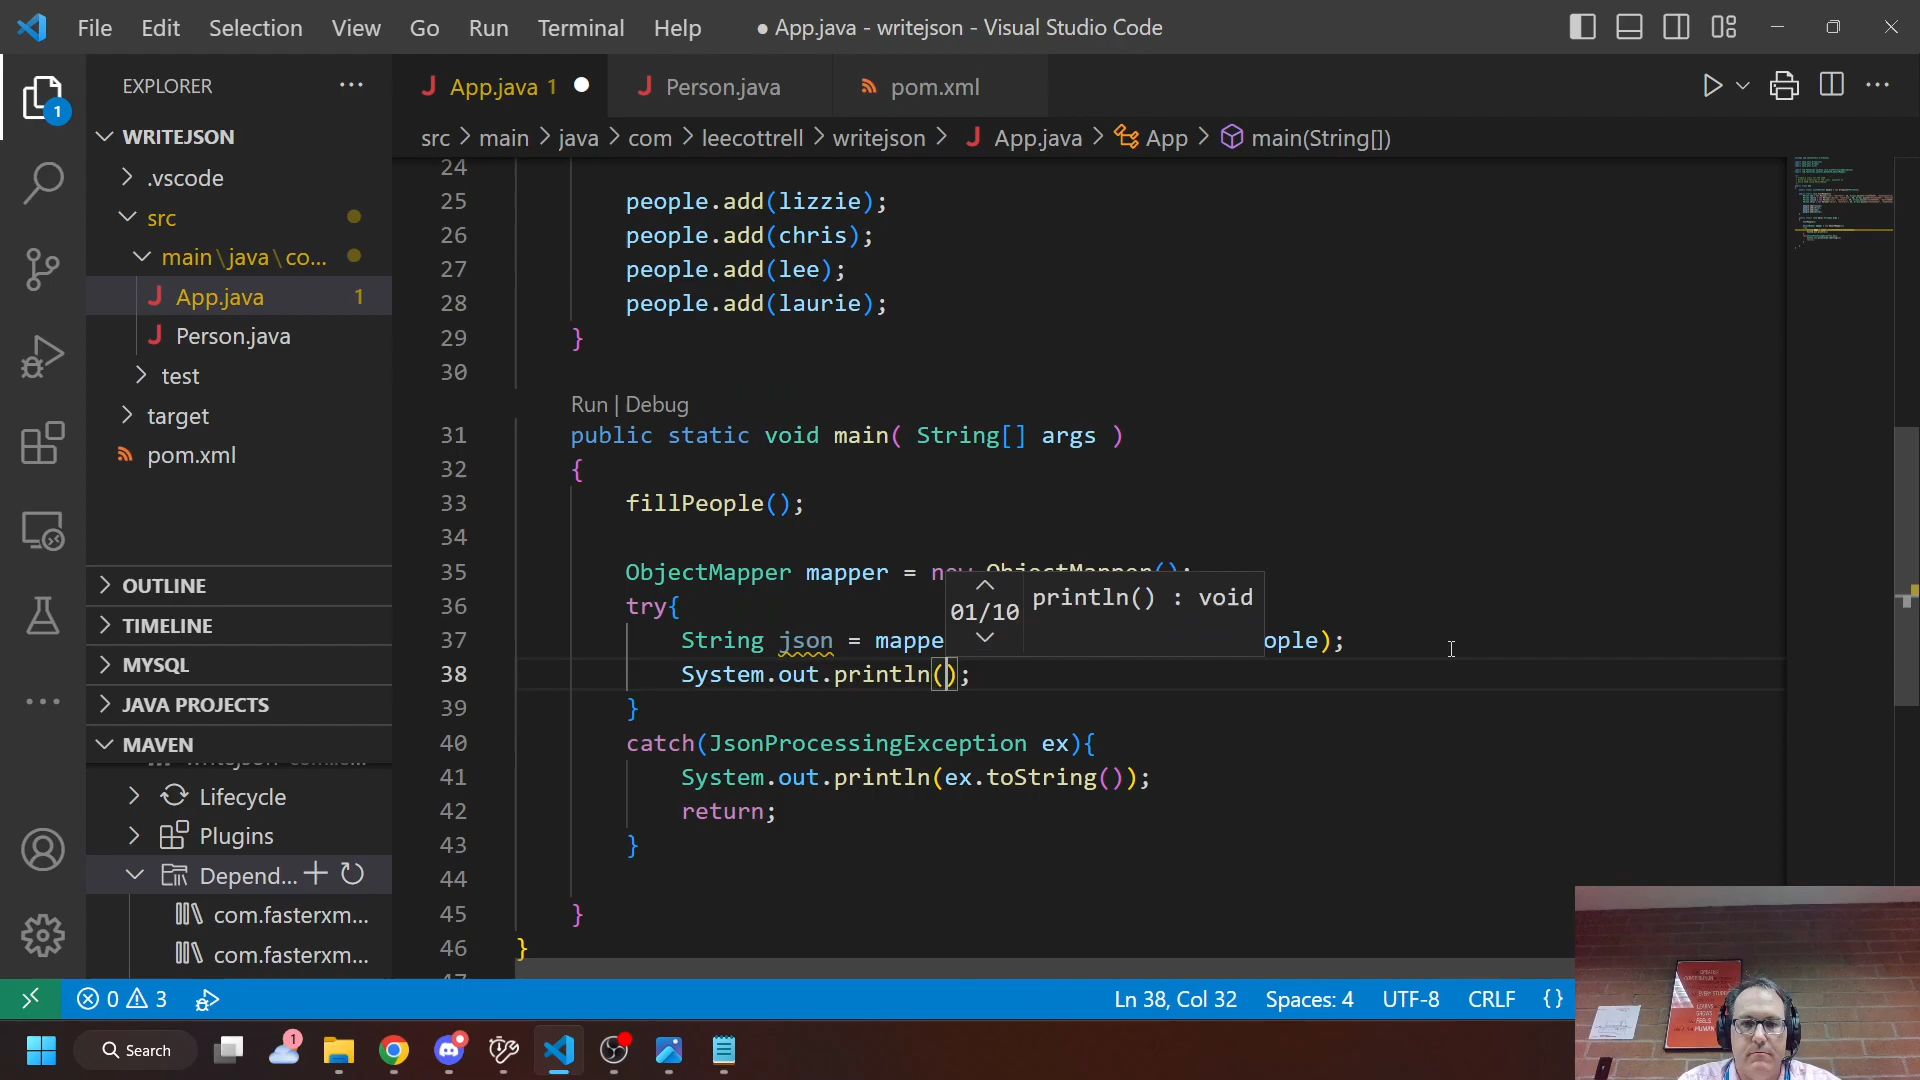 File Edit Selection View Go Run Terminal Help
● App.java - writejson - Visual Studio Code
EXPLORER
App.java 1
Person.java
pom.xml
1
WRITEJSON
.vscode
src
main\java\co...
App.java 1
Person.java
test
target
pom.xml
OUTLINE
TIMELINE
MYSQL
JAVA PROJECTS
MAVEN
Lifecycle
Plugins
Depend...
com.fasterxm...
com.fasterxm...
src > main > java > com > leecottrell > writejson > App.java > App > main(String[])
24
25 people.add(lizzie);
26 people.add(chris);
27 people.add(lee);
28 people.add(laurie);
29 }
30
Run | Debug
31 public static void main( String[] args )
32 {
33 fillPeople();
34
35 ObjectMapper mapper = new ObjectMapper();
36 try{
01/10 println() : void
37 String json = mappe ople);
38 System.out.println();
39 }
40 catch(JsonProcessingException ex){
41 System.out.println(ex.toString());
42 return;
43 }
44
45 }
46 }
47
0 3
Ln 38, Col 32 Spaces: 4 UTF-8 CRLF {}
Search
1
HUMAN